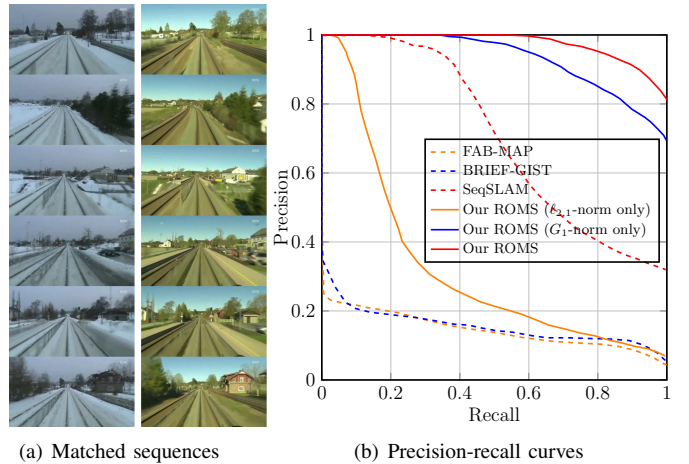 1
0.8
0.6
0.4
0.2
0
Precision
FAB-MAP
BRIEF-GIST
SeqSLAM
Our ROMS (ℓ2,1-norm only)
Our ROMS (G1-norm only)
Our ROMS
0 0.2 0.4 0.6 0.8 1
Recall
(a) Matched sequences (b) Precision-recall curves